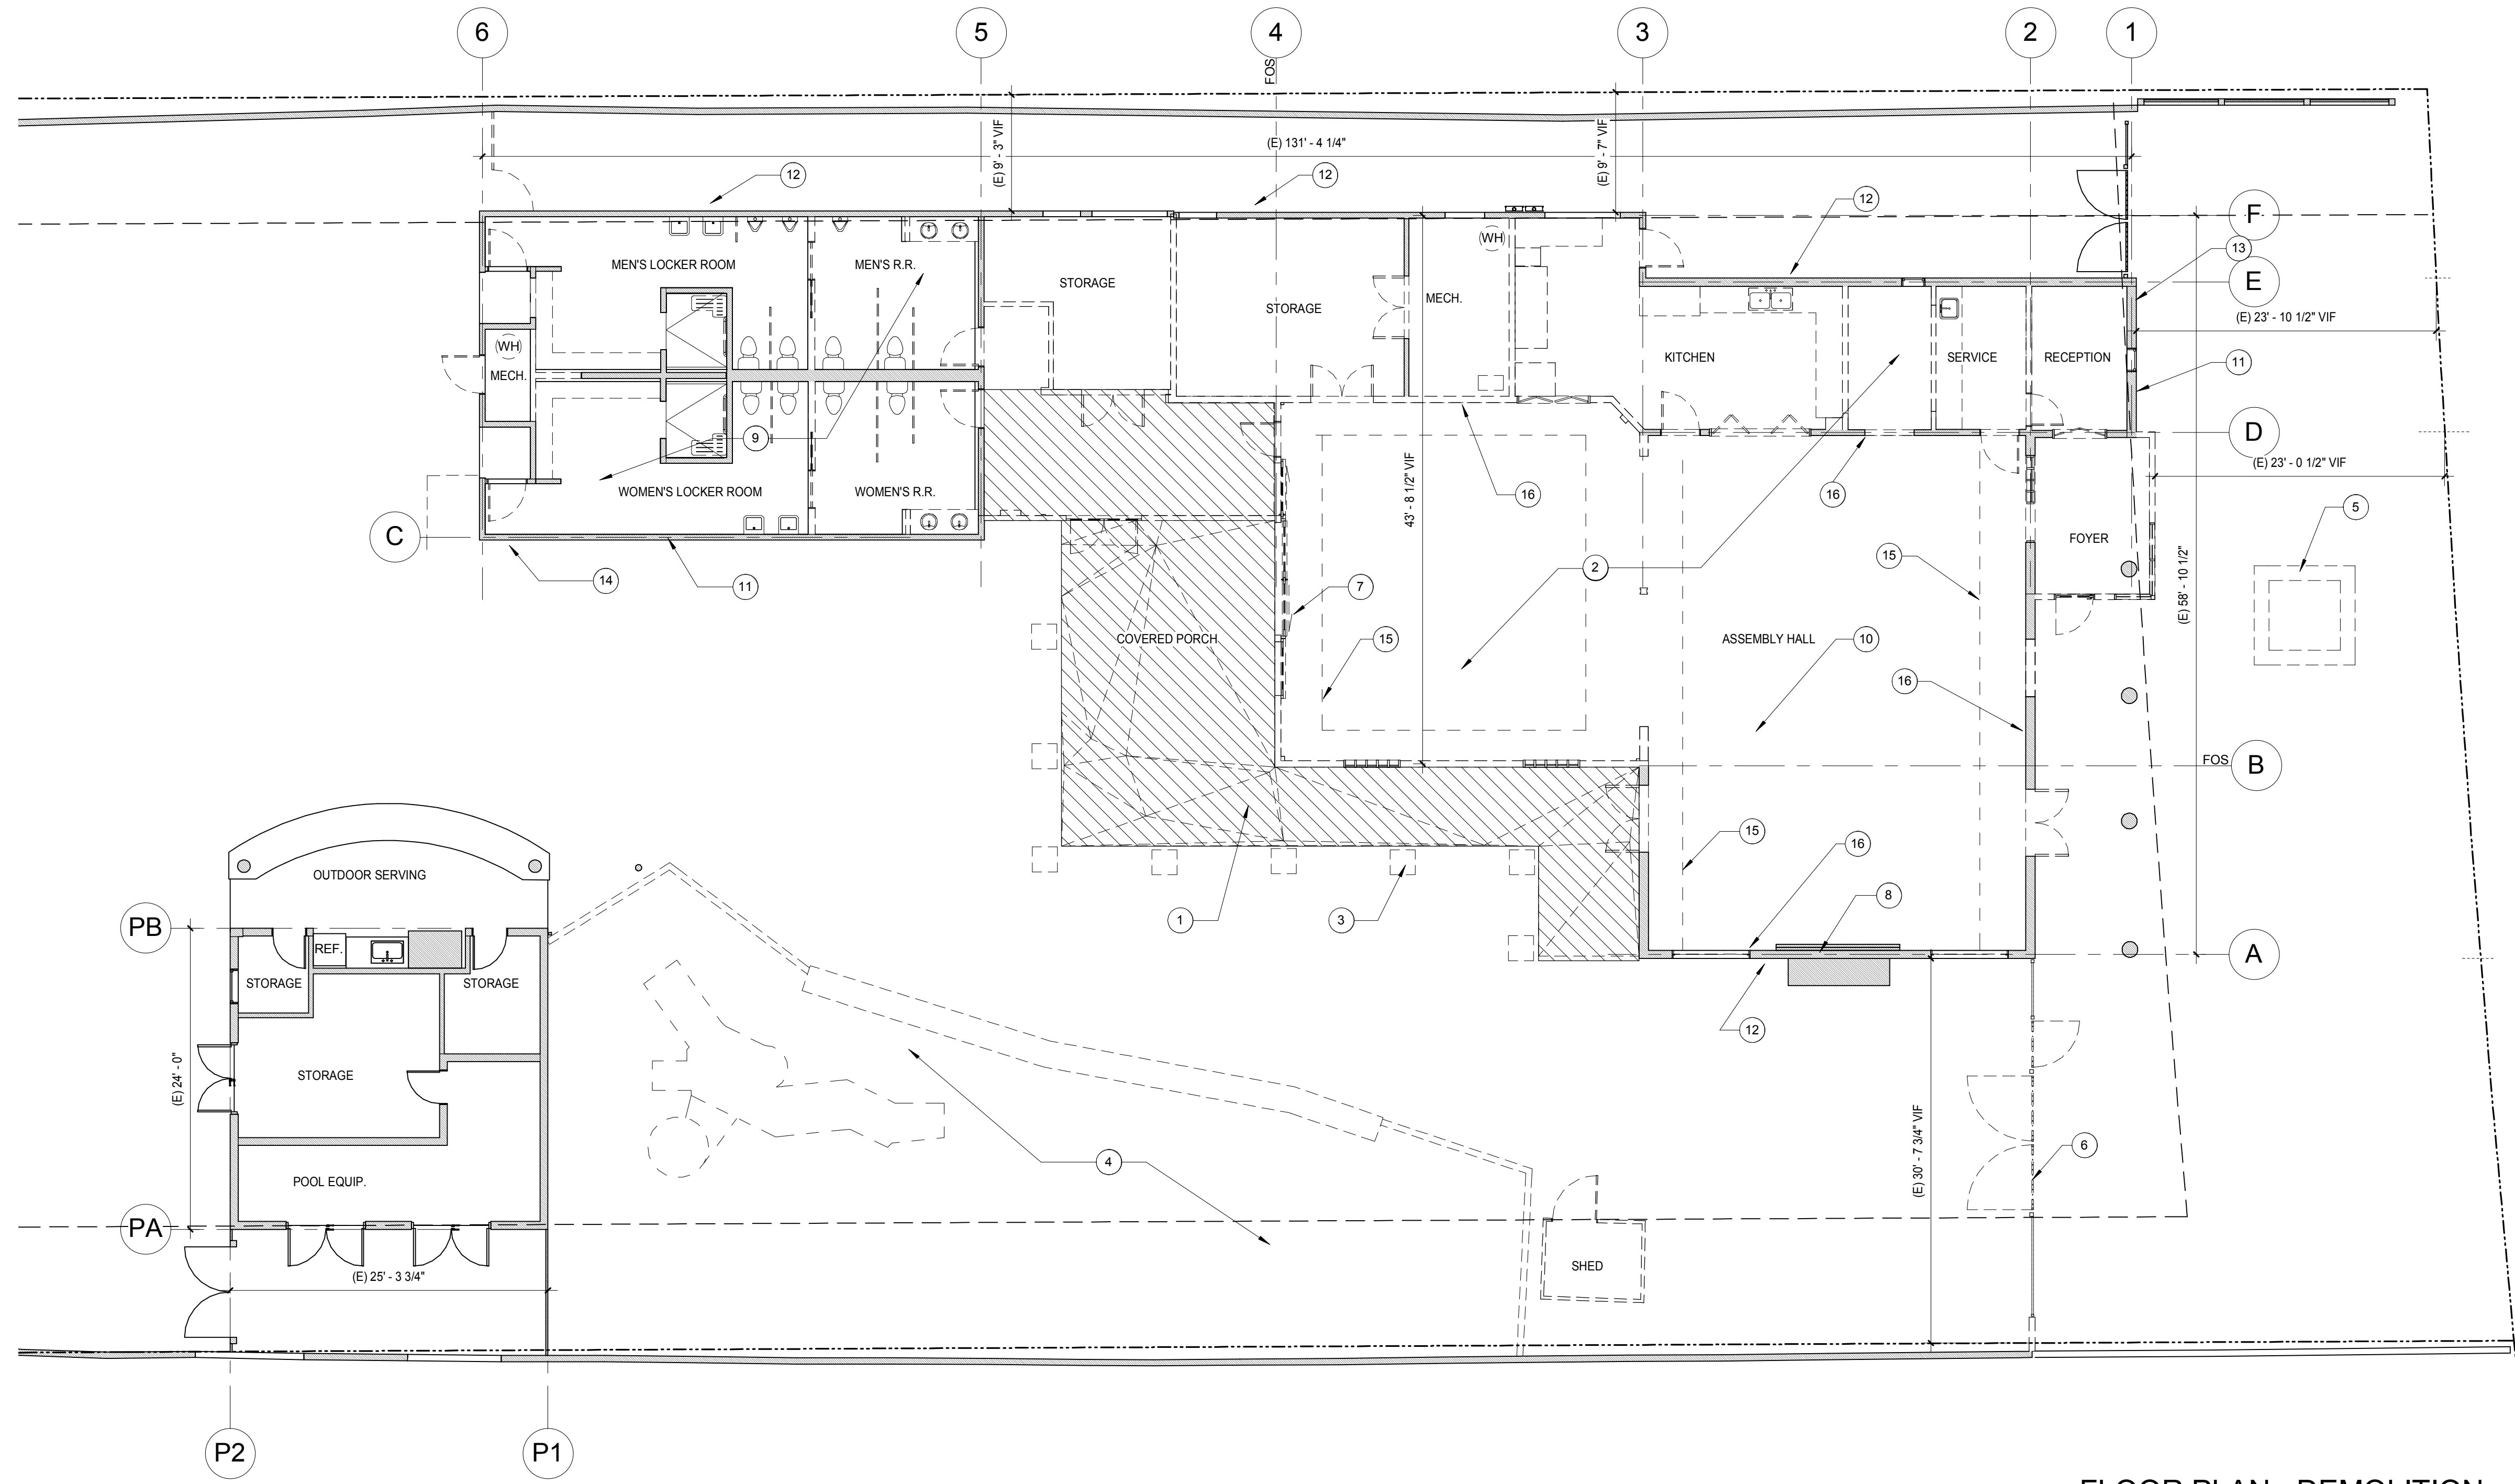 6
5
4
3
2
1
FOS
(E) 9' - 3" VIF
(E) 131' - 4 1/4"
(E) 9' - 7" VIF
12
12
12
F
13
E
(E) 23' - 10 1/2" VIF
11
D
(E) 23' - 0 1/2" VIF
MEN'S LOCKER ROOM
MEN'S R.R.
STORAGE
STORAGE
MECH.
(WH)
KITCHEN
SERVICE
RECEPTION
(WH)
MECH.
9
WOMEN'S LOCKER ROOM
WOMEN'S R.R.
C
14
11
43' - 8 1/2" VIF
16
16
2
15
FOYER
5
7
(E) 58' - 10 1/2"
COVERED PORCH
15
ASSEMBLY HALL
10
16
FOS
B
15
16
8
1
3
A
12
OUTDOOR SERVING
PB
REF.
STORAGE
STORAGE
(E) 24' - 0"
STORAGE
POOL EQUIP.
PA
(E) 25' - 3 3/4"
4
(E) 30' - 7 3/4" VIF
6
SHED
P2
P1
FLOOR PLAN - DEMOLITION